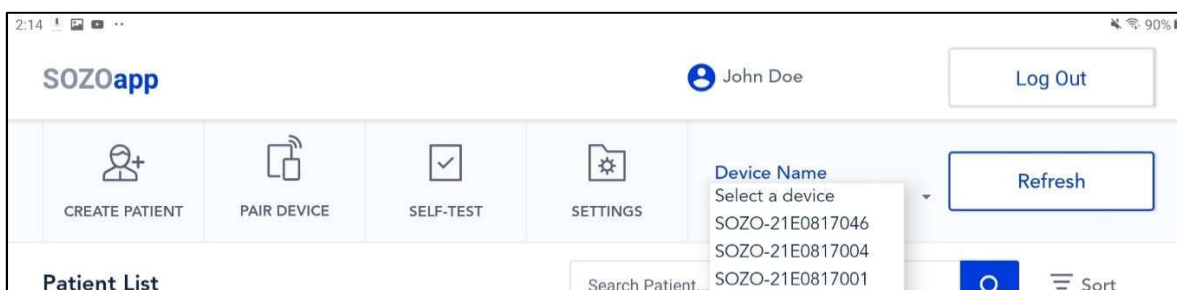 2:14
90%
SOZOapp
John Doe
Log Out
CREATE PATIENT
PAIR DEVICE
SELF-TEST
SETTINGS
Device Name
Select a device
SOZO-21E0817046
SOZO-21E0817004
SOZO-21E0817001
Refresh
Patient List
Search Patient...
Sort